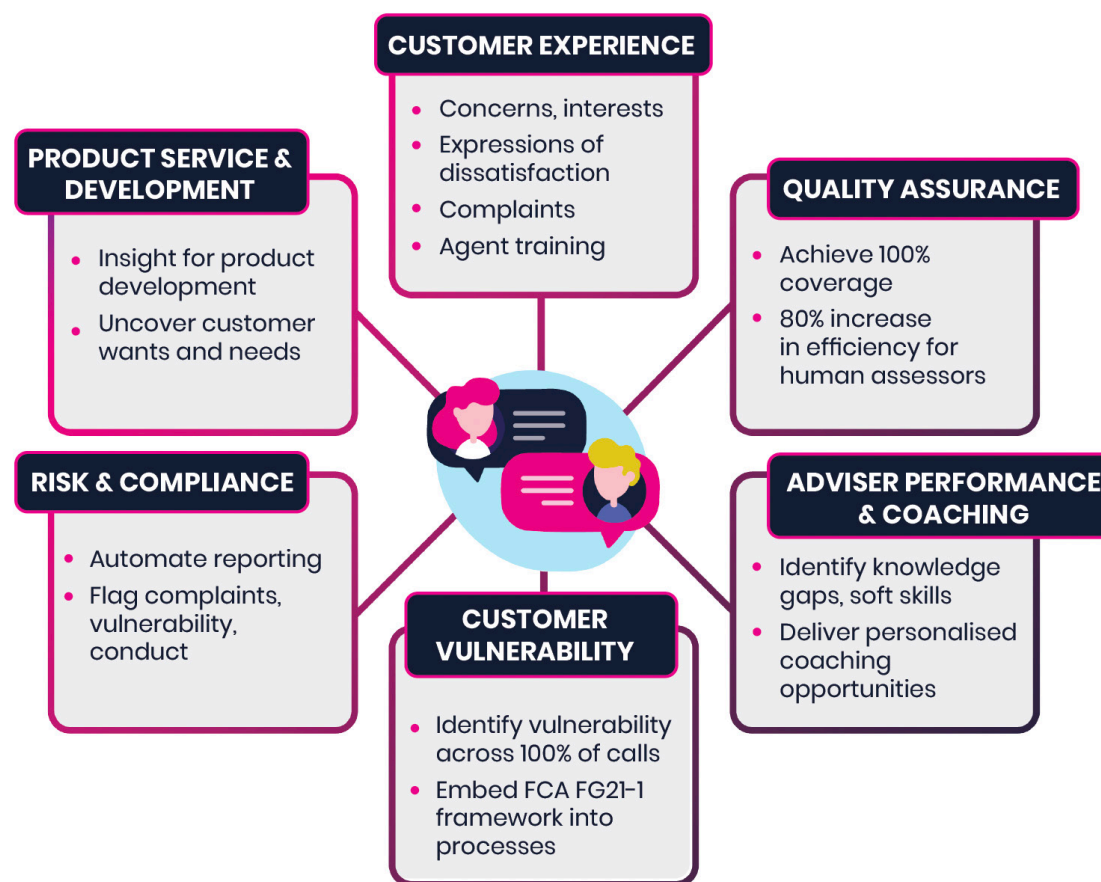 CUSTOMER EXPERIENCE
• Concerns, interests
• Expressions of
dissatisfaction
• Complaints
• Agent training
PRODUCT SERVICE &
DEVELOPMENT
• Insight for product
development
• Uncover customer
wants and needs
QUALITY ASSURANCE
• Achieve 100%
coverage
• 80% increase
in efficiency for
human assessors
RISK & COMPLIANCE
• Automate reporting
• Flag complaints,
vulnerability,
conduct
CUSTOMER
VULNERABILITY
• Identify vulnerability
across 100% of calls
• Embed FCA FG21-1
framework into
processes
ADVISER PERFORMANCE
& COACHING
• Identify knowledge
gaps, soft skills
• Deliver personalised
coaching
opportunities